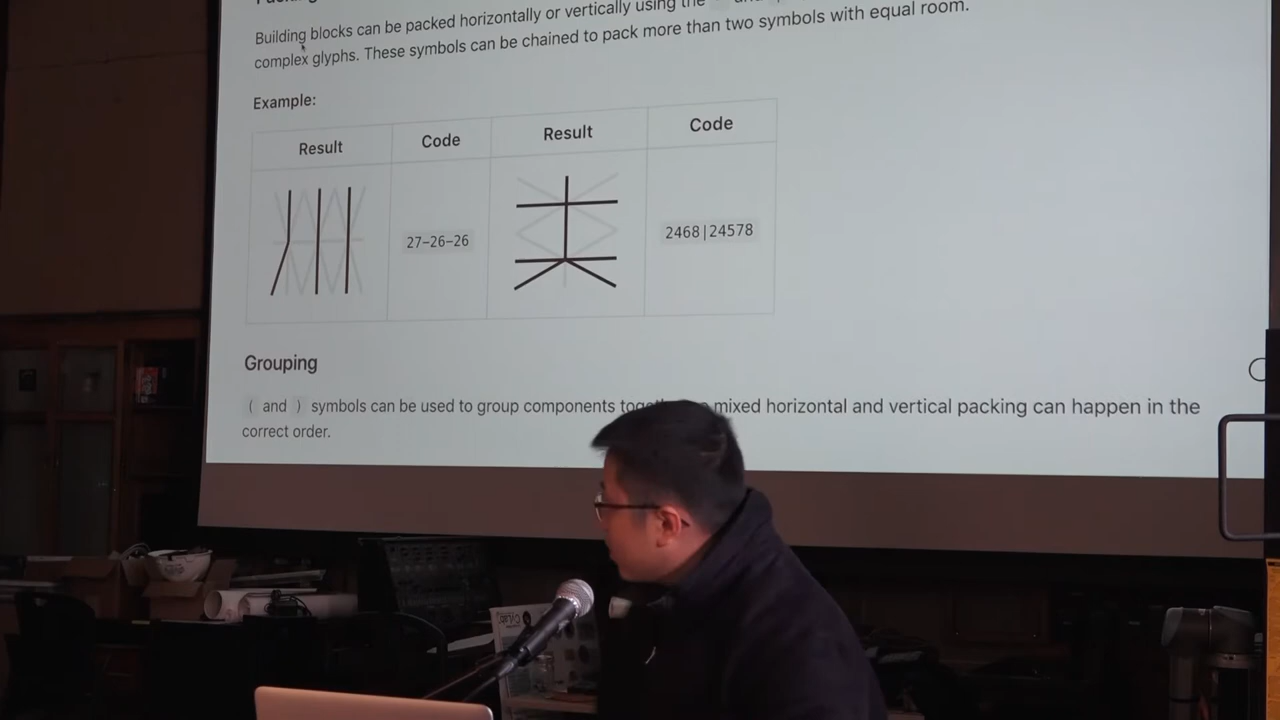 Building blocks can be packed horizontally or vertically using the
complex glyphs. These symbols can be chained to pack more than two symbols with equal room.
Example:
Result Code Result Code
27-26-26 2468|24578
Grouping
( and ) symbols can be used to group components mixed horizontal and vertical packing can happen in the
correct order.